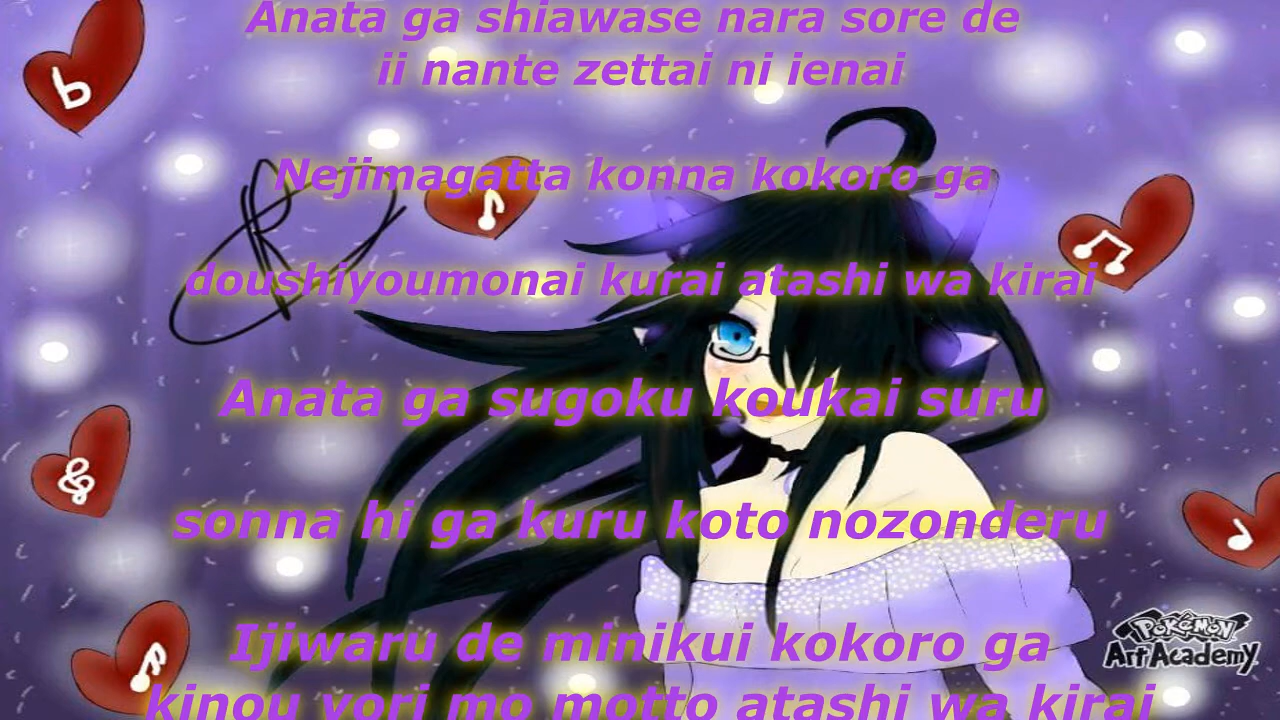 Anata ga shiawase nara sore de
ii nante zettai ni ienai
Nejimagatta konna kokoro ga
doushiyoumonai kurai atashi wa kirai
Anata ga sugoku koukai suru
sonna hi ga kuru koto nozonderu
Ijiwaru de minikui kokoro ga
kinou yori mo motto atashi wa kirai
Pokémon
Art Academy